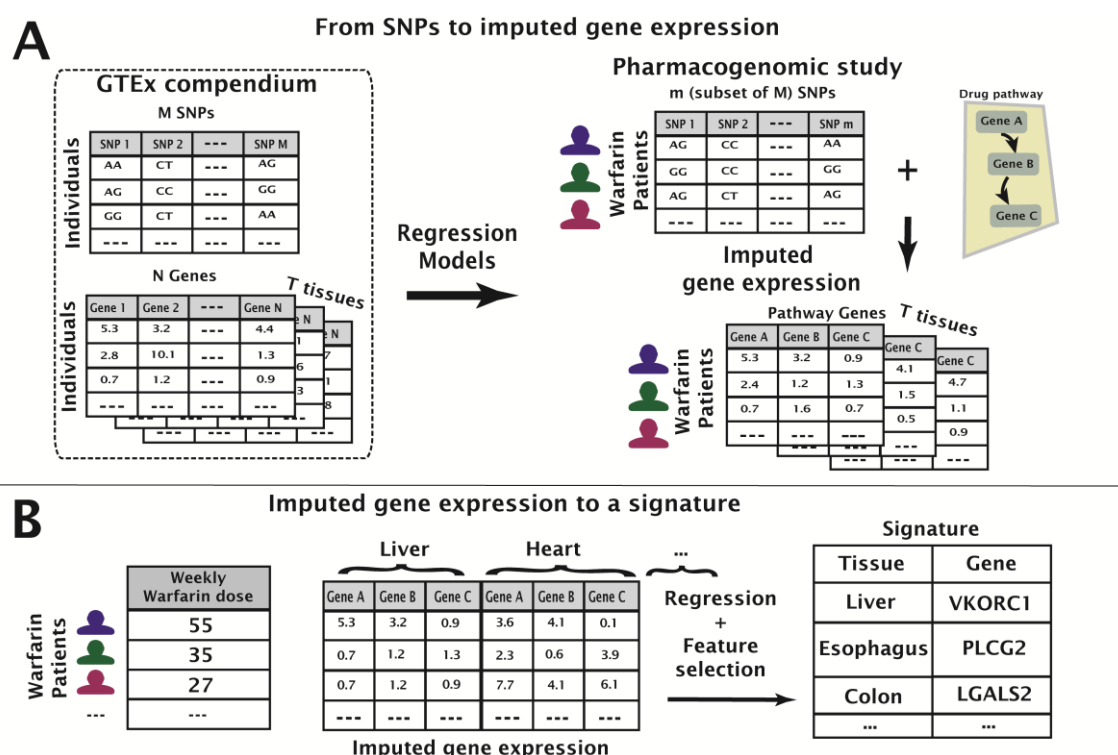 A
From SNPs to imputed gene expression
GTEx compendium
M SNPs
Individuals
SNP 1 SNP 2 --- SNP M
AA CT --- AG
AG CC --- GG
GG CT --- AA
--- --- --- ---
N Genes
T tissues
Individuals
Gene 1 Gene 2 --- Gene N
5.3 3.2 --- 4.4
2.8 10.1 --- 1.3
0.7 1.2 --- 0.9
--- --- --- ---
e N
1
6
3
N
7
1
8
--- --- --- ---
Regression
Models
Pharmacogenomic study
m (subset of M) SNPs
Warfarin
Patients
SNP 1 SNP 2 --- SNP m
AG CC --- AA
GG CC --- GG
AG CT --- AG
--- --- --- ---
+
Drug pathway
Gene A
Gene B
Gene C
Imputed
gene expression
Pathway Genes
T tissues
Warfarin
Patients
Gene A Gene B Gene C
5.3 3.2 0.9
2.4 1.2 1.3
0.7 1.6 0.7
--- --- ---
Gene C
4.1
1.5
0.5
--- --- ---
Gene C
4.7
1.1
0.9
--- --- ---
B
Imputed gene expression to a signature
Warfarin
Patients
Weekly
Warfarin dose
55
35
27
--- ---
Liver Heart ...
Gene A Gene B Gene C Gene A Gene B Gene C
5.3 3.2 0.9 3.6 4.1 0.1
0.7 1.2 1.3 2.3 0.6 3.9
0.7 1.2 0.9 7.7 4.1 6.1
--- --- --- --- --- ---
Imputed gene expression
Regression
+
Feature
selection
Signature
Tissue Gene
Liver VKORC1
Esophagus PLCG2
Colon LGALS2
... ...